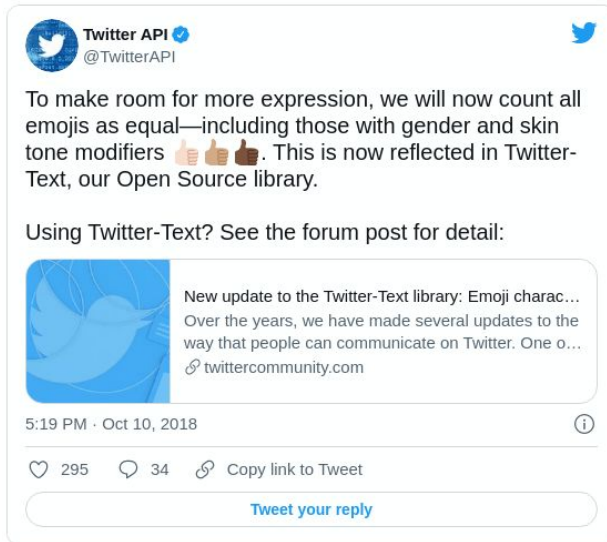 Twitter API
@TwitterAPI
To make room for more expression, we will now count all
emojis as equal—including those with gender and skin
tone modifiers 👍🏻👍🏽👍🏿. This is now reflected in Twitter-
Text, our Open Source library.
Using Twitter-Text? See the forum post for detail:
New update to the Twitter-Text library: Emoji charac…
Over the years, we have made several updates to the
way that people can communicate on Twitter. One o…
twittercommunity.com
5:19 PM · Oct 10, 2018
295
34
Copy link to Tweet
Tweet your reply